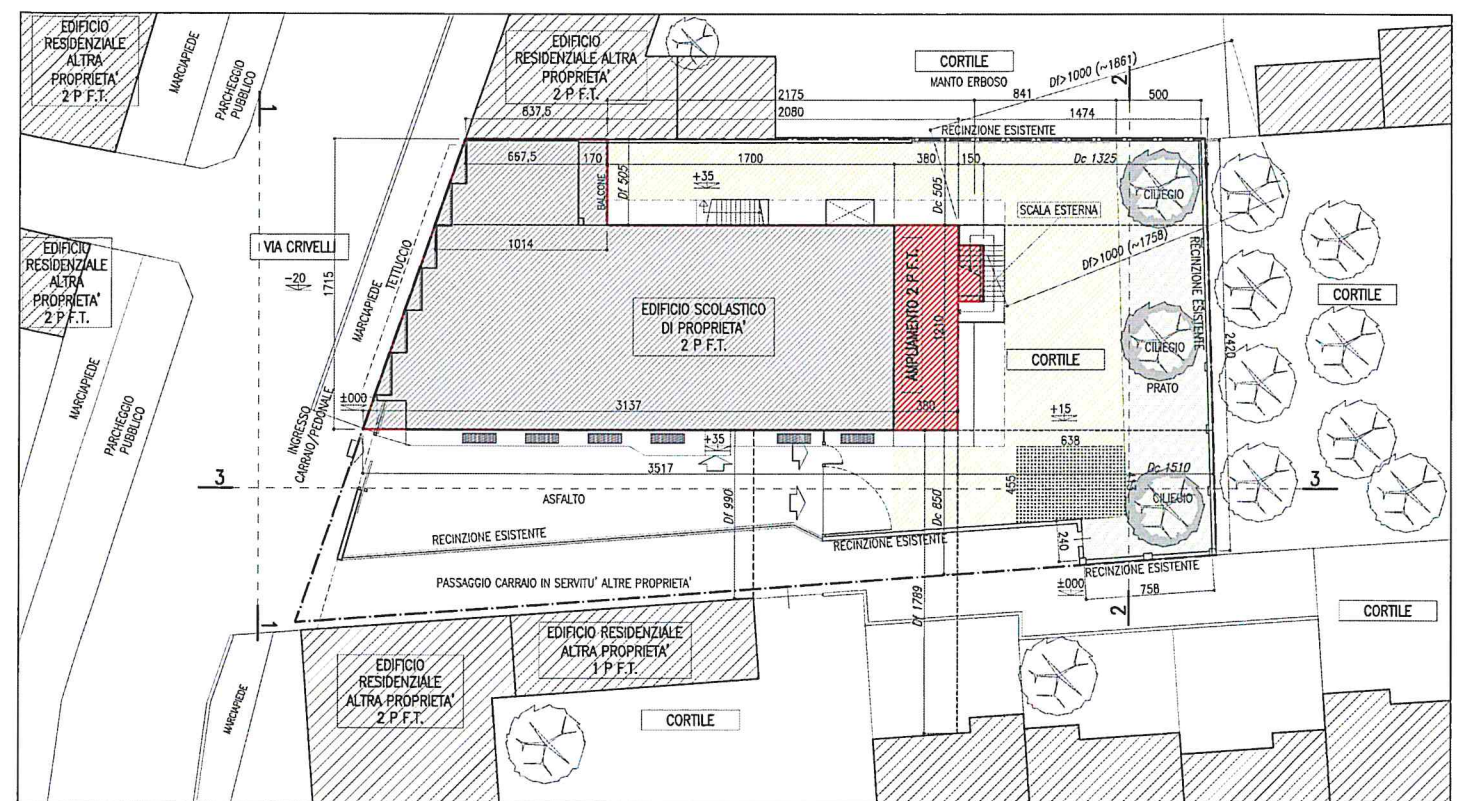 EDIFICIO
RESIDENZIALE
ALTRA
PROPRIETA'
2 P F.T.
MARCIAPIEDE
PARCHEGGIO
PUBBLICO
EDIFICIO
RESIDENZIALE ALTRA
PROPRIETA'
2 P F.T.
CORTILE
MANTO ERBOSO
Df>1000 (~1861)
2
1
2175
841
500
637,5
2080
1474
RECINZIONE ESISTENTE
667,5
170
1700
380
150
Dc 1325
BALCONE
Df 505
+35
Dc 505
SCALA ESTERNA
CILIEGIO
VIA CRIVELLI
-20
1715
MARCIAPIEDE
TETTUCCIO
1014
Df>1000 (~1758)
RECINZIONE ESISTENTE
EDIFICIO
RESIDENZIALE
ALTRA
PROPRIETA'
2 P F.T.
EDIFICIO SCOLASTICO
DI PROPRIETA'
2 P F.T.
AMPLIAMENTO 2 P F.T.
1210
CORTILE
CILIEGIO
PRATO
CORTILE
2420
MARCIAPIEDE
PARCHEGGIO
PUBBLICO
±000
INGRESSO
CARRAIO/PEDONALE
3137
380
+15
+35
638
3
3517
455
Dc 1510
3
ASFALTO
Df 990
Dc 850
CILIEGIO
RECINZIONE ESISTENTE
RECINZIONE ESISTENTE
240
RECINZIONE ESISTENTE
PASSAGGIO CARRAIO IN SERVITU' ALTRE PROPRIETA'
±000
758
1
2
Df 1789
CORTILE
MARCIAPIEDE
EDIFICIO
RESIDENZIALE
ALTRA PROPRIETA'
2 P F.T.
EDIFICIO RESIDENZIALE
ALTRA PROPRIETA'
1 P F.T.
CORTILE